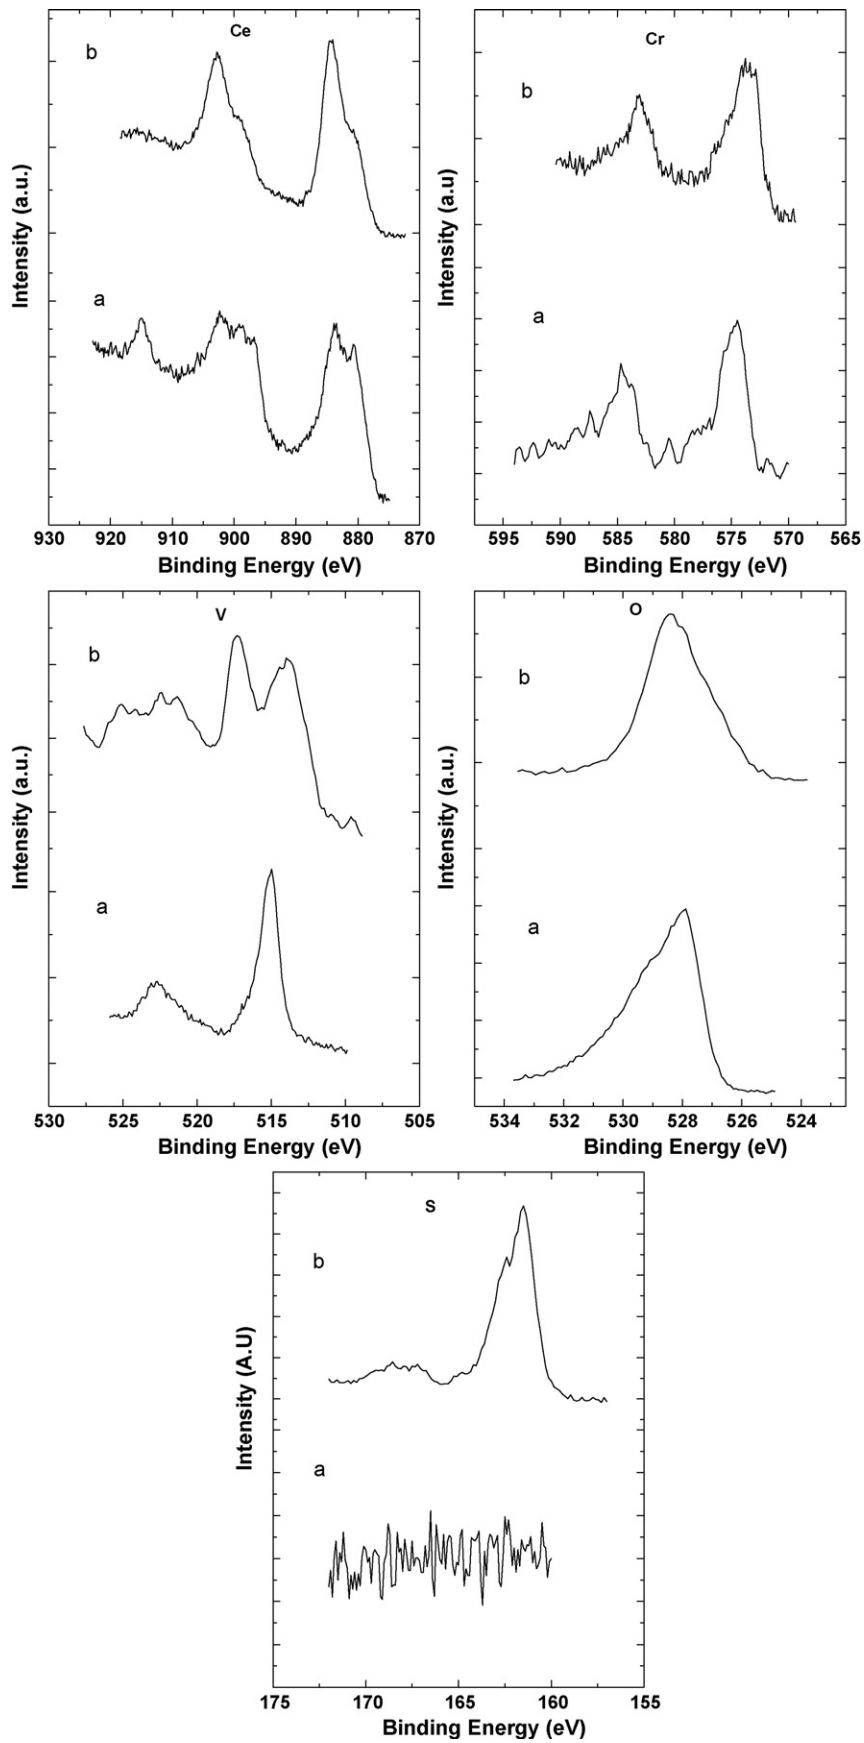 Ce
b
a
Intensity (a.u.)
930 920 910 900 890 880 870
Binding Energy (eV)
Cr
b
a
Intensity (a.u)
595 590 585 580 575 570 565
Binding Energy (eV)
V
b
a
Intensity (a.u.)
530 525 520 515 510 505
Binding Energy (eV)
O
b
a
Intensity (a.u.)
534 532 530 528 526 524
Binding Energy (eV)
S
b
a
Intensity (A.U)
175 170 165 160 155
Binding Energy (eV)